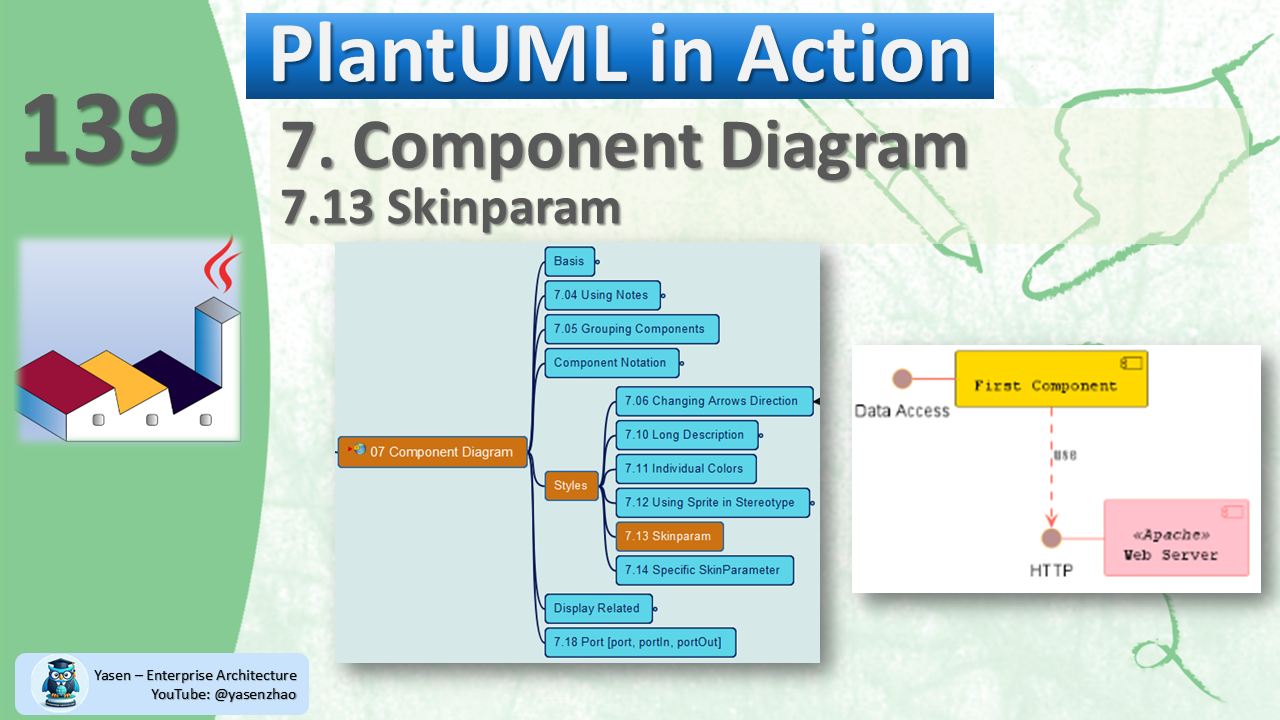 PlantUML in Action
139
7. Component Diagram
7.13 Skinparam
Basis
7.04 Using Notes
7.05 Grouping Components
Component Notation
7.06 Changing Arrows Direction
7.10 Long Description
07 Component Diagram
7.11 Individual Colors
Styles
7.12 Using Sprite in Stereotype
7.13 Skinparam
7.14 Specific SkinParameter
Display Related
7.18 Port [port, portIn, portOut]
First Component
Data Access
use
«Apache»
Web Server
HTTP
Yasen – Enterprise Architecture
YouTube: @yasenzhao